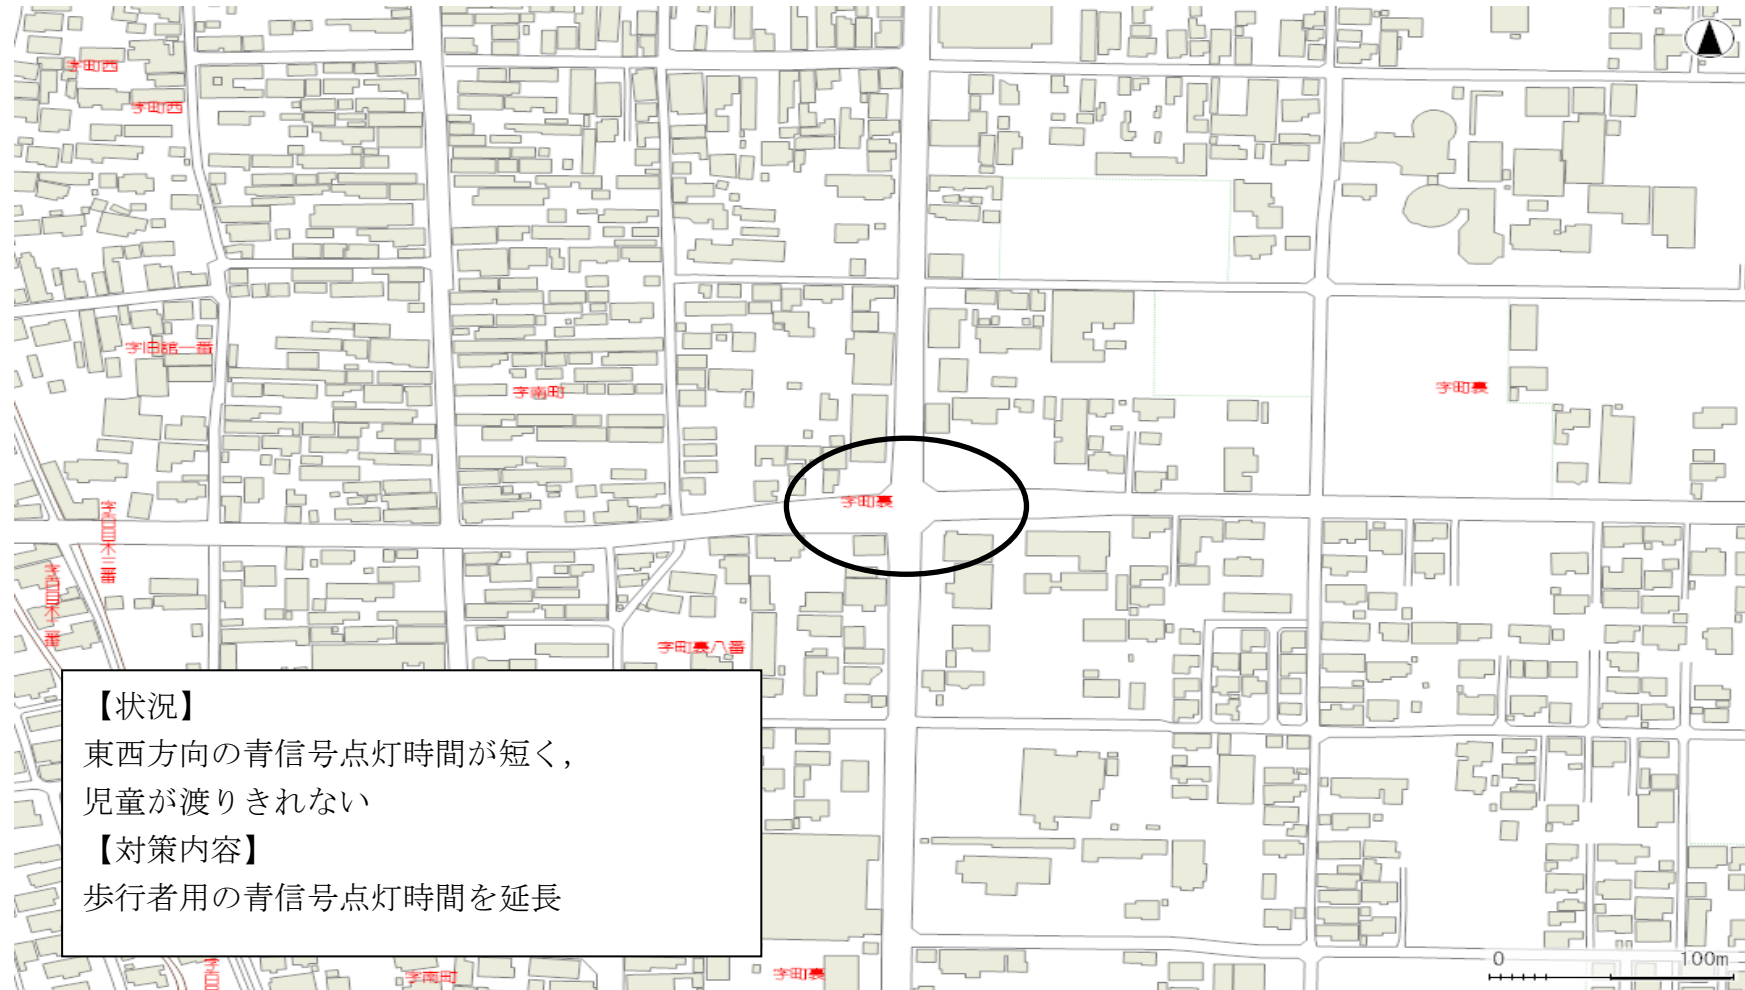 字町西
字町西
字旧舘一番
字南町
字町裏
字町裏
字町裏八番
【状況】
東西方向の青信号点灯時間が短く,
児童が渡りきれない
【対策内容】
歩行者用の青信号点灯時間を延長
字南町
字町裏
0 100m